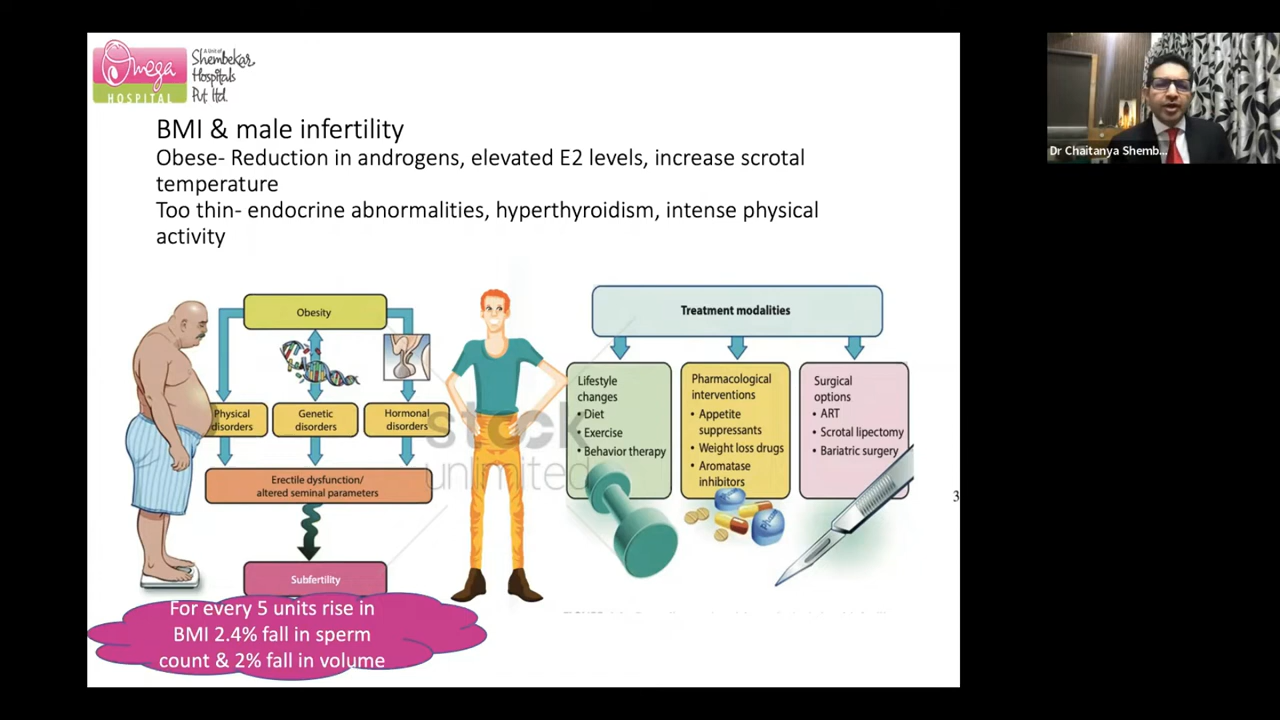 Omega
HOSPITAL
A Unit of
Shembekar
Hospitals
Pvt ltd.
BMI & male infertility
Obese- Reduction in androgens, elevated E2 levels, increase scrotal
temperature
Too thin- endocrine abnormalities, hyperthyroidism, intense physical
activity
Obesity
Physical
disorders
Genetic
disorders
Hormonal
disorders
Erectile dysfunction/
altered seminal parameters
Subfertility
For every 5 units rise in
BMI 2.4% fall in sperm
count & 2% fall in volume
stock
unlimited
Treatment modalities
Lifestyle
changes
• Diet
• Exercise
• Behavior therapy
Pharmacological
interventions
• Appetite
suppressants
• Weight loss drugs
• Aromatase
inhibitors
Surgical
options
• ART
• Scrotal lipectomy
• Bariatric surgery
3
Dr Chaitanya Shemb...